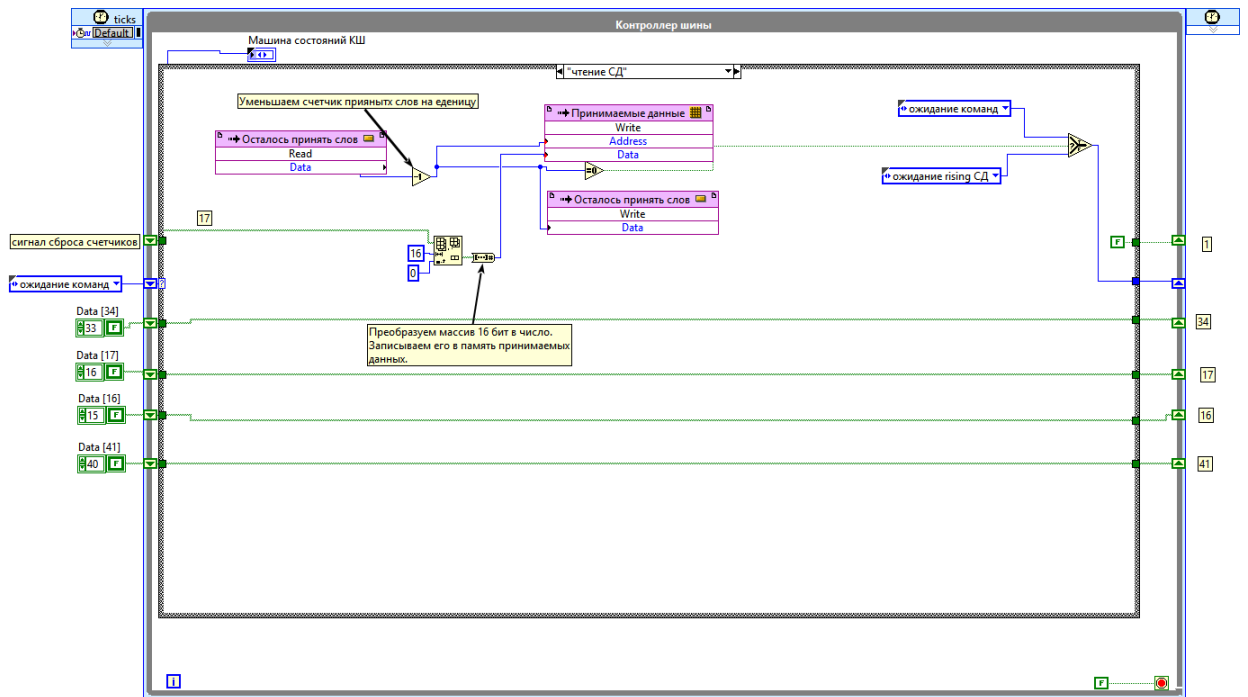 ticks
Default
Контроллер шины
Машина состояний КШ
"чтение СД"
Уменьшаем счетчик прияных слов на еденицу
Осталось принять слов
Read
Data
-1
Принимаемые данные
Write
Address
Data
=0
Осталось принять слов
Write
Data
ожидание команд
ожидание rising СД
?
17
сигнал сброса счетчиков
16
0
F
1
ожидание команд
?
Преобразуем массив 16 бит в число.
Записываем его в память принимаемых
данных.
Data [34]
33 F
34
Data [17]
16 F
17
Data [16]
15 F
16
Data [41]
40 F
41
i
F